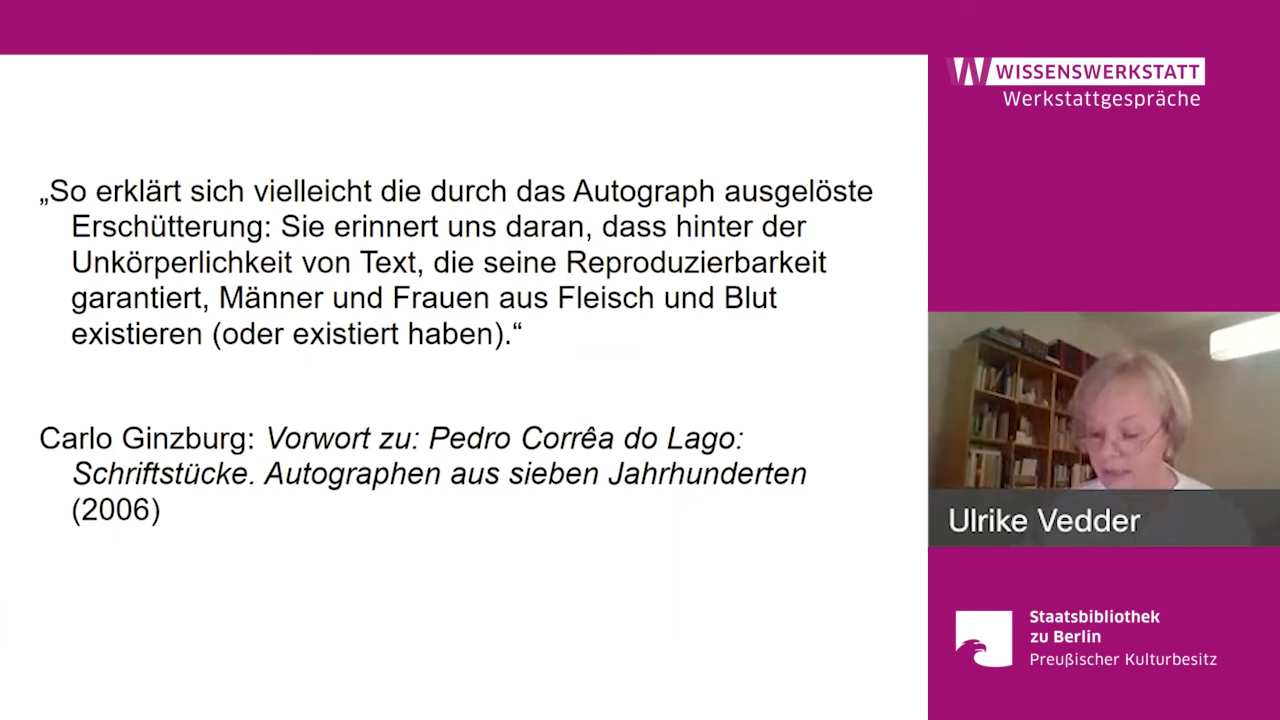 „So erklärt sich vielleicht die durch das Autograph ausgelöste
Erschütterung: Sie erinnert uns daran, dass hinter der
Unkörperlichkeit von Text, die seine Reproduzierbarkeit
garantiert, Männer und Frauen aus Fleisch und Blut
existieren (oder existiert haben).“
Carlo Ginzburg: Vorwort zu: Pedro Corrêa do Lago:
Schriftstücke. Autographen aus sieben Jahrhunderten
(2006)
W WISSENSWERKSTATT
Werkstattgespräche
Ulrike Vedder
Staatsbibliothek
zu Berlin
Preußischer Kulturbesitz